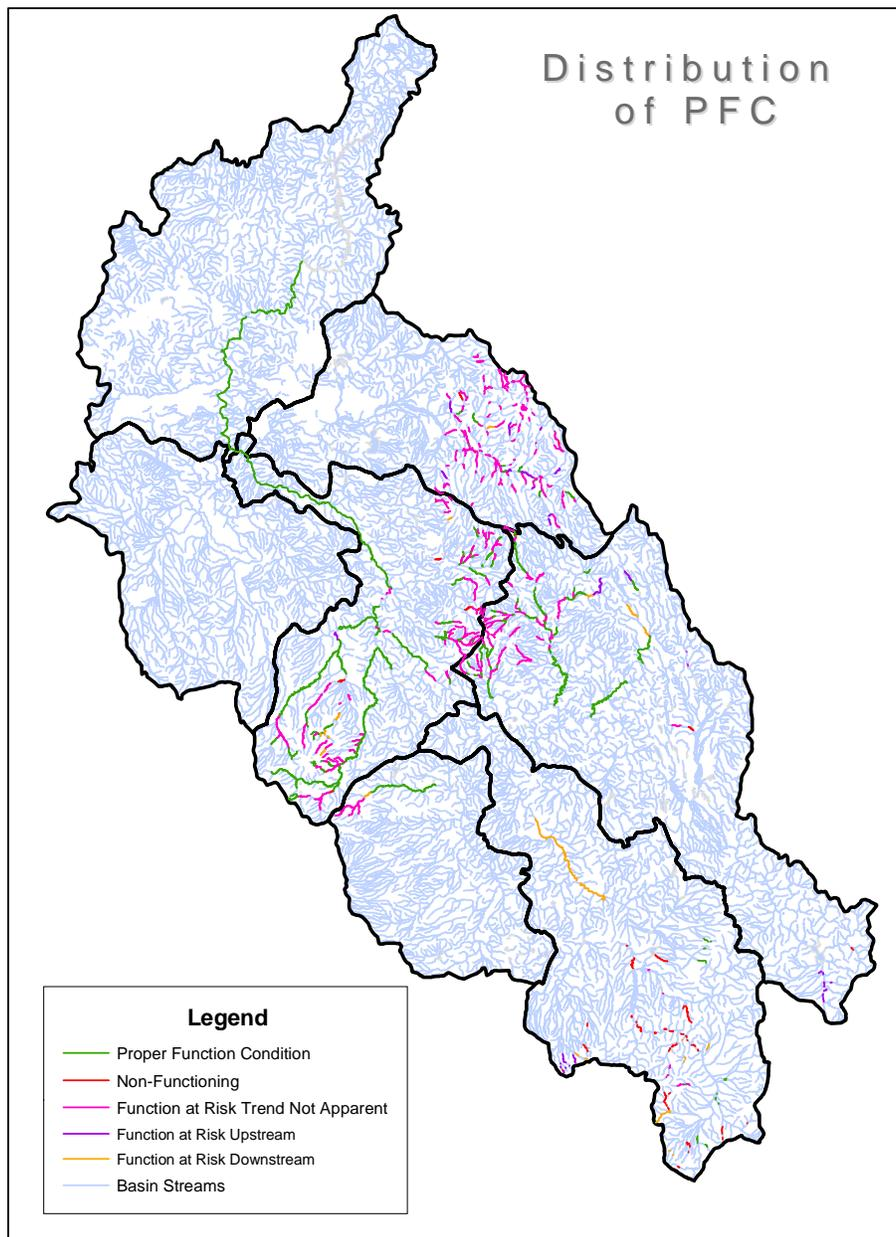 Distribution
of PFC
Legend
Proper Function Condition
Non-Functioning
Function at Risk Trend Not Apparent
Function at Risk Upstream
Function at Risk Downstream
Basin Streams